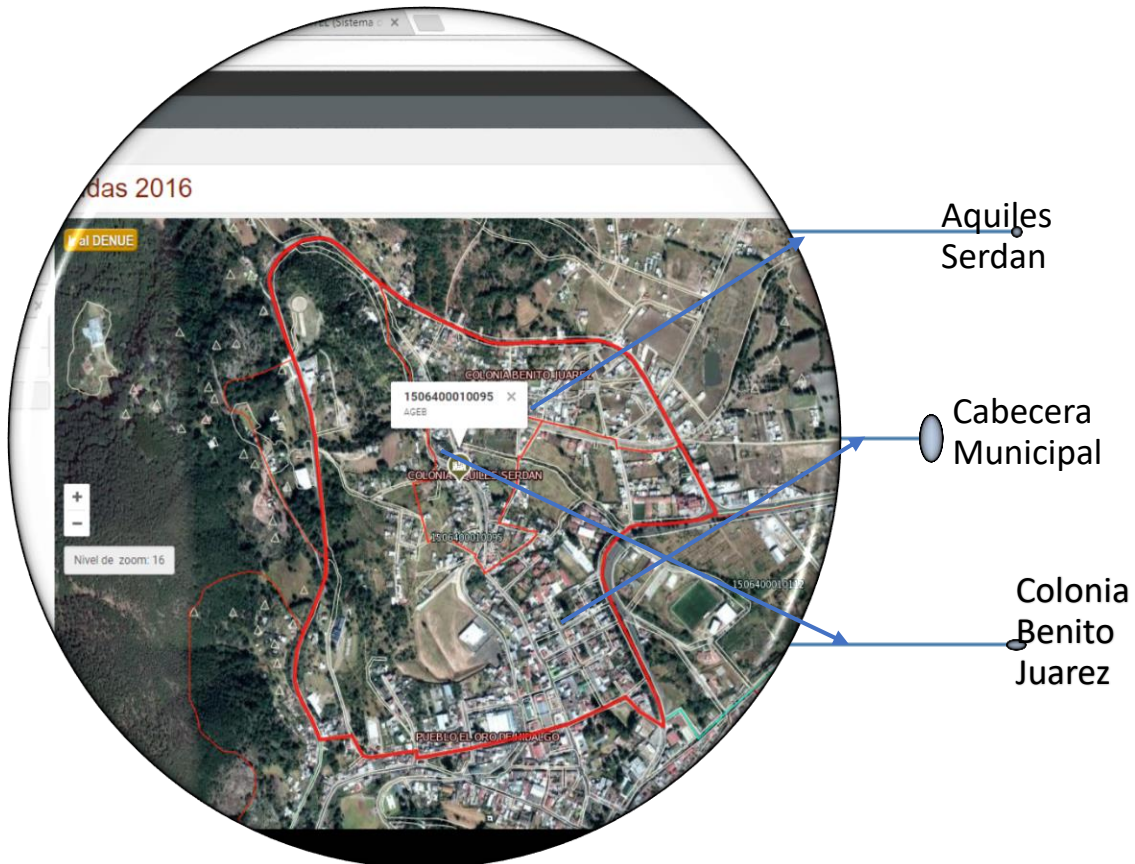 (Sistema
das 2016
al DENUE
COLONIA BENITO JUAREZ
1506400010095
AGEB
COLONIA AQUILES SERDAN
1506400010095
Nivel de zoom: 16
PUEBLO EL ORO DE HIDALGO
Aquiles
Serdan
Cabecera
Municipal
Colonia
Benito
Juarez